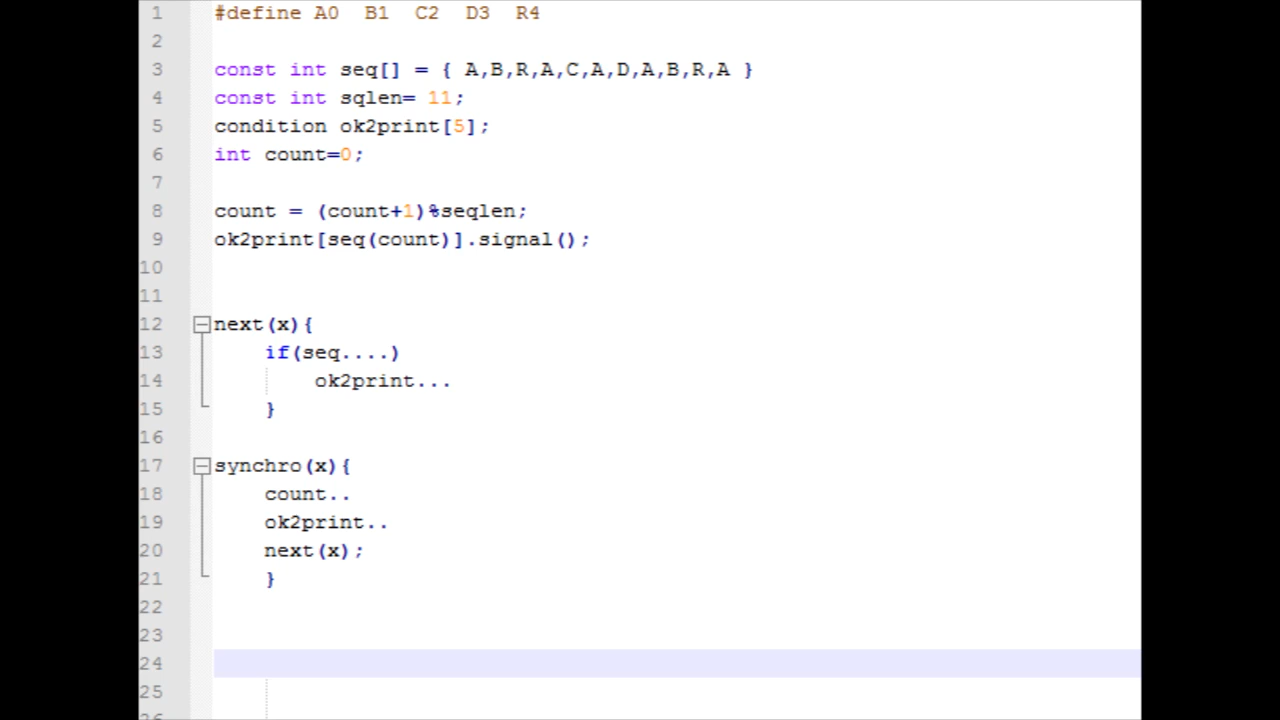 1 #define A0  B1  C2  D3  R4
2
3 const int seq[] = { A,B,R,A,C,A,D,A,B,R,A }
4 const int sqlen= 11;
5 condition ok2print[5];
6 int count=0;
7
8 count = (count+1)%seqlen;
9 ok2print[seq(count)].signal();
10
11
12 next(x){
13     if(seq....)
14         ok2print...
15     }
16
17 synchro(x){
18     count..
19     ok2print..
20     next(x);
21     }
22
23
24
25